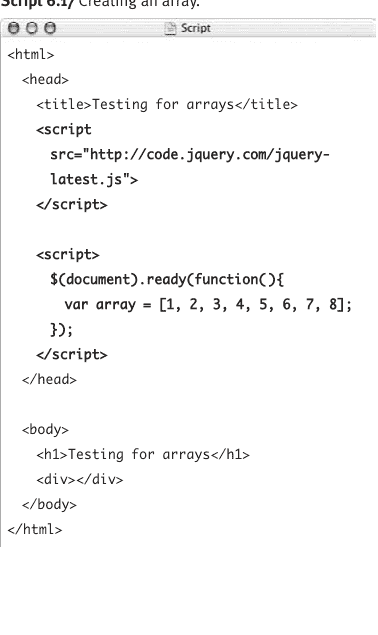 Script 6.1/ Creating an array.
Script
<html>
<head>
<title>Testing for arrays</title>
<script
src="http://code.jquery.com/jquery-
latest.js">
</script>
<script>
$(document).ready(function(){
var array = [1, 2, 3, 4, 5, 6, 7, 8];
});
</script>
</head>
<body>
<h1>Testing for arrays</h1>
<div></div>
</body>
</html>